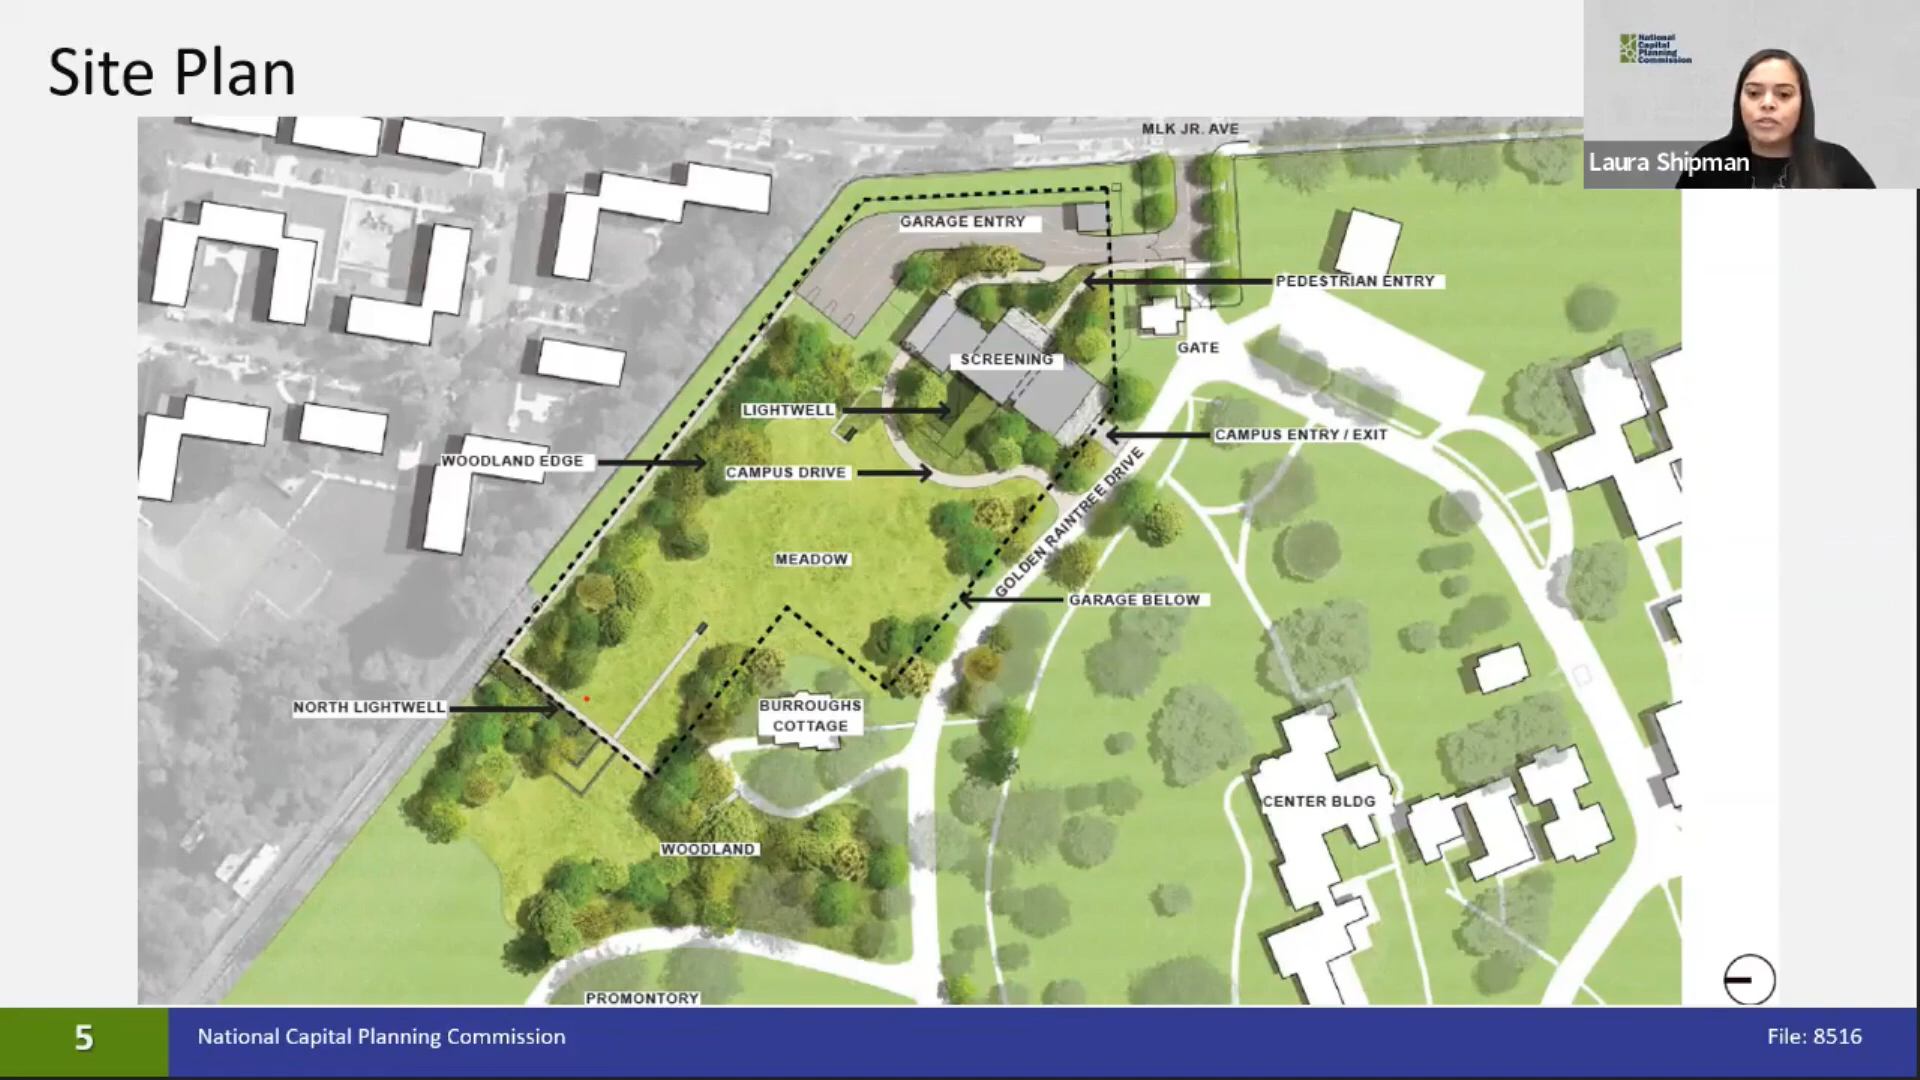 Site Plan
National
Capital
Planning
Commission
Laura Shipman
MLK JR. AVE
GARAGE ENTRY
PEDESTRIAN ENTRY
GATE
SCREENING
LIGHTWELL
CAMPUS ENTRY / EXIT
WOODLAND EDGE
CAMPUS DRIVE
GOLDEN RAINTREE DRIVE
MEADOW
GARAGE BELOW
NORTH LIGHTWELL
BURROUGHS
COTTAGE
CENTER BLDG
WOODLAND
PROMONTORY
5
National Capital Planning Commission
File: 8516